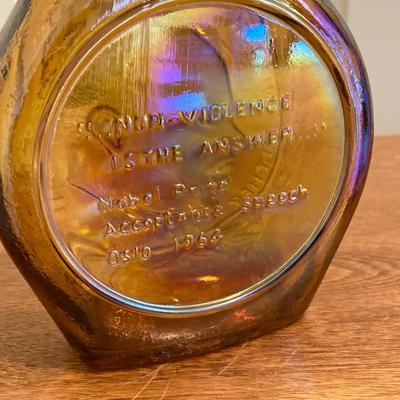 "NON-VIOLENCE
IS THE ANSWER..."
Nobel Prize
Acceptance Speech
Oslo 1964